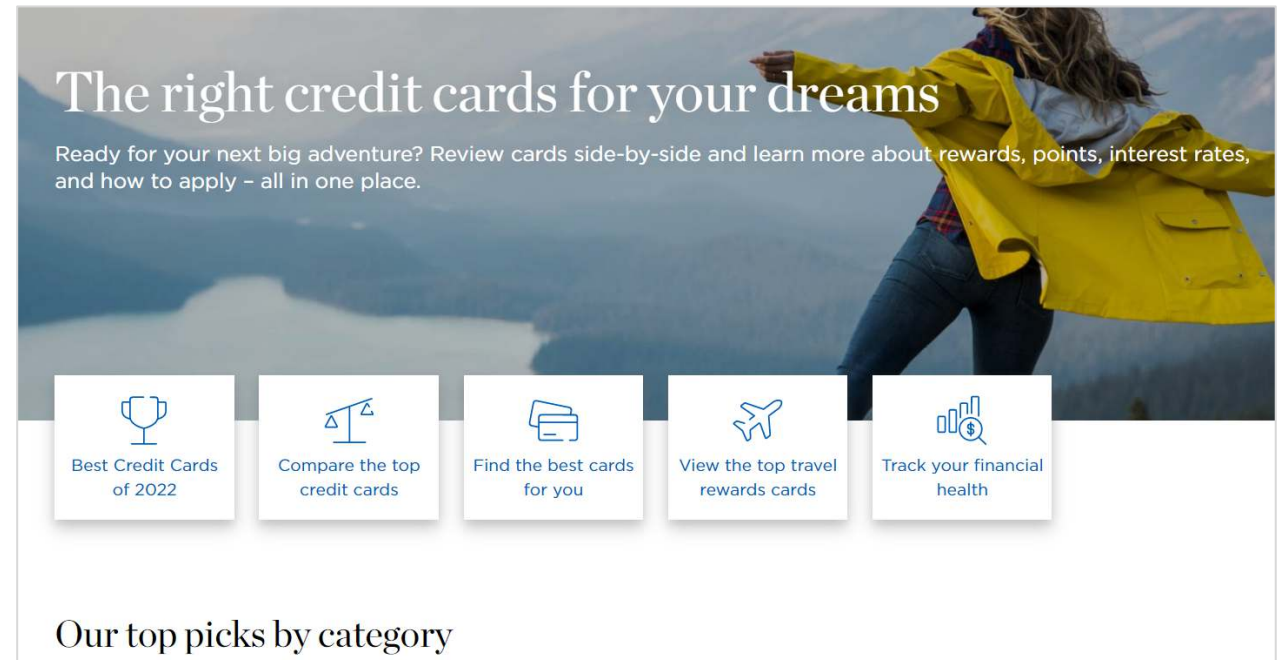 The right credit cards for your dreams
Ready for your next big adventure? Review cards side-by-side and learn more about rewards, points, interest rates,
and how to apply – all in one place.
Best Credit Cards
of 2022
Compare the top
credit cards
Find the best cards
for you
View the top travel
rewards cards
Track your financial
health
Our top picks by category